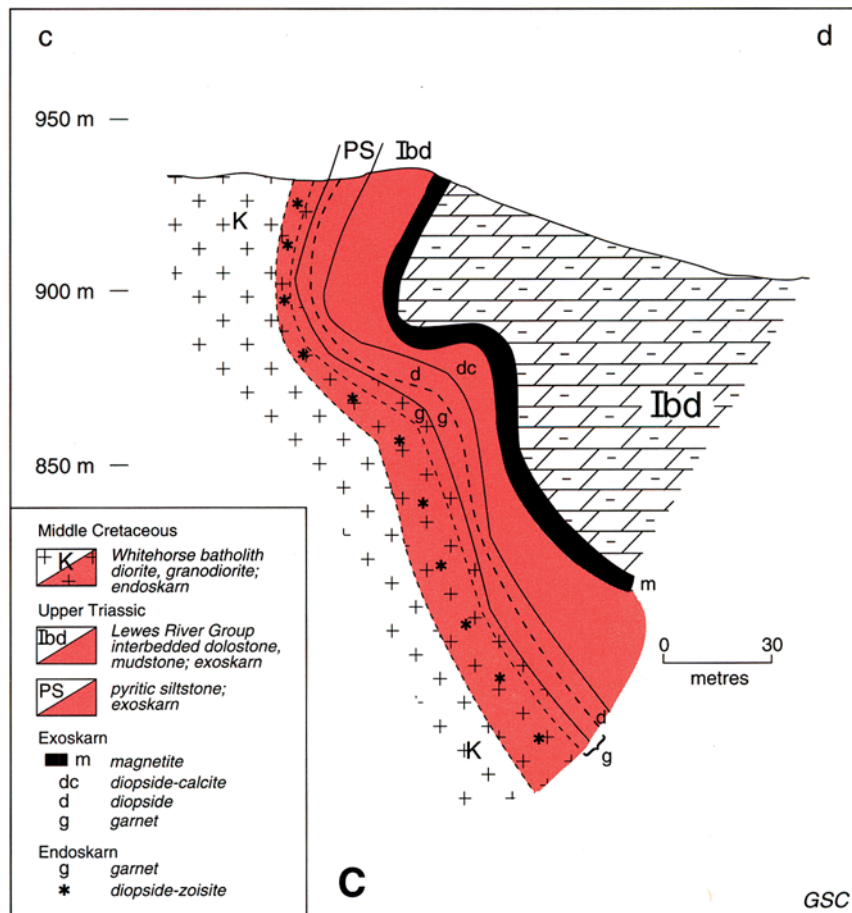 c
d
950 m
900 m
850 m
PS
Ibd
K
d
dc
g g
Ibd
m
0 30
metres
d
g
K
Middle Cretaceous
K
Whitehorse batholith
diorite, granodiorite;
endoskarn
Upper Triassic
Ibd
Lewes River Group
interbedded dolostone,
mudstone; exoskarn
PS
pyritic siltstone;
exoskarn
Exoskarn
m magnetite
dc diopside-calcite
d diopside
g garnet
Endoskarn
g garnet
* diopside-zoisite
C
GSC